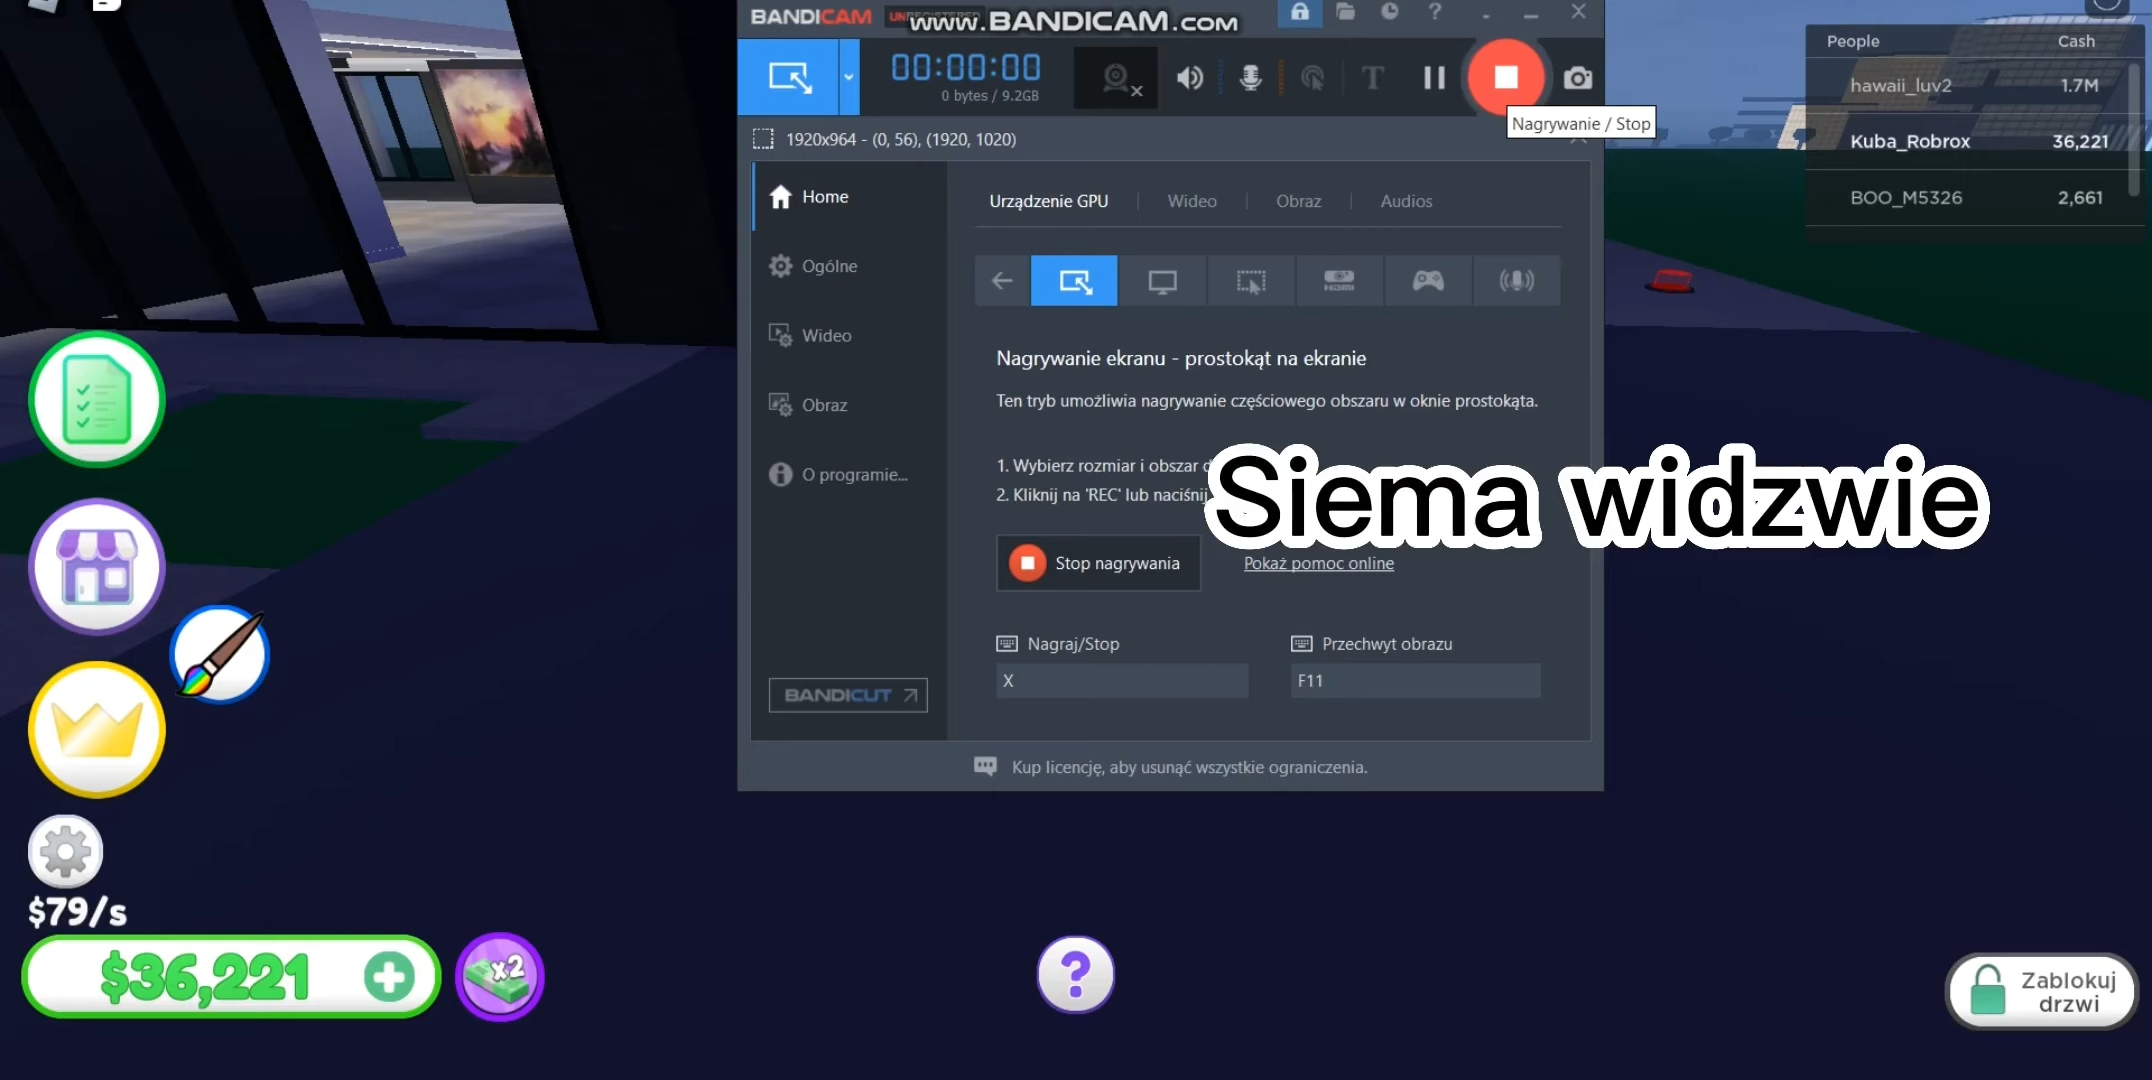 BANDICAM UNREGISTERED
www.BANDICAM.com
00:00:00
0 bytes / 9.2GB
Nagrywanie / Stop
1920x964 - (0, 56), (1920, 1020)
Home
Ogólne
Wideo
Obraz
O programie...
BANDICUT
Urządzenie GPU
Wideo
Obraz
Audios
HDMI
Nagrywanie ekranu - prostokąt na ekranie
Ten tryb umożliwia nagrywanie częściowego obszaru w oknie prostokąta.
1. Wybierz rozmiar i obszar
2. Kliknij na 'REC' lub naciśnij
Siema widzwie
Stop nagrywania
Pokaż pomoc online
Nagraj/Stop
X
Przechwyt obrazu
F11
Kup licencję, aby usunąć wszystkie ograniczenia.
People Cash
hawaii_luv2 1.7M
Kuba_Robrox 36,221
BOO_M5326 2,661
$79/s
$36,221
x2
?
Zablokuj
drzwi